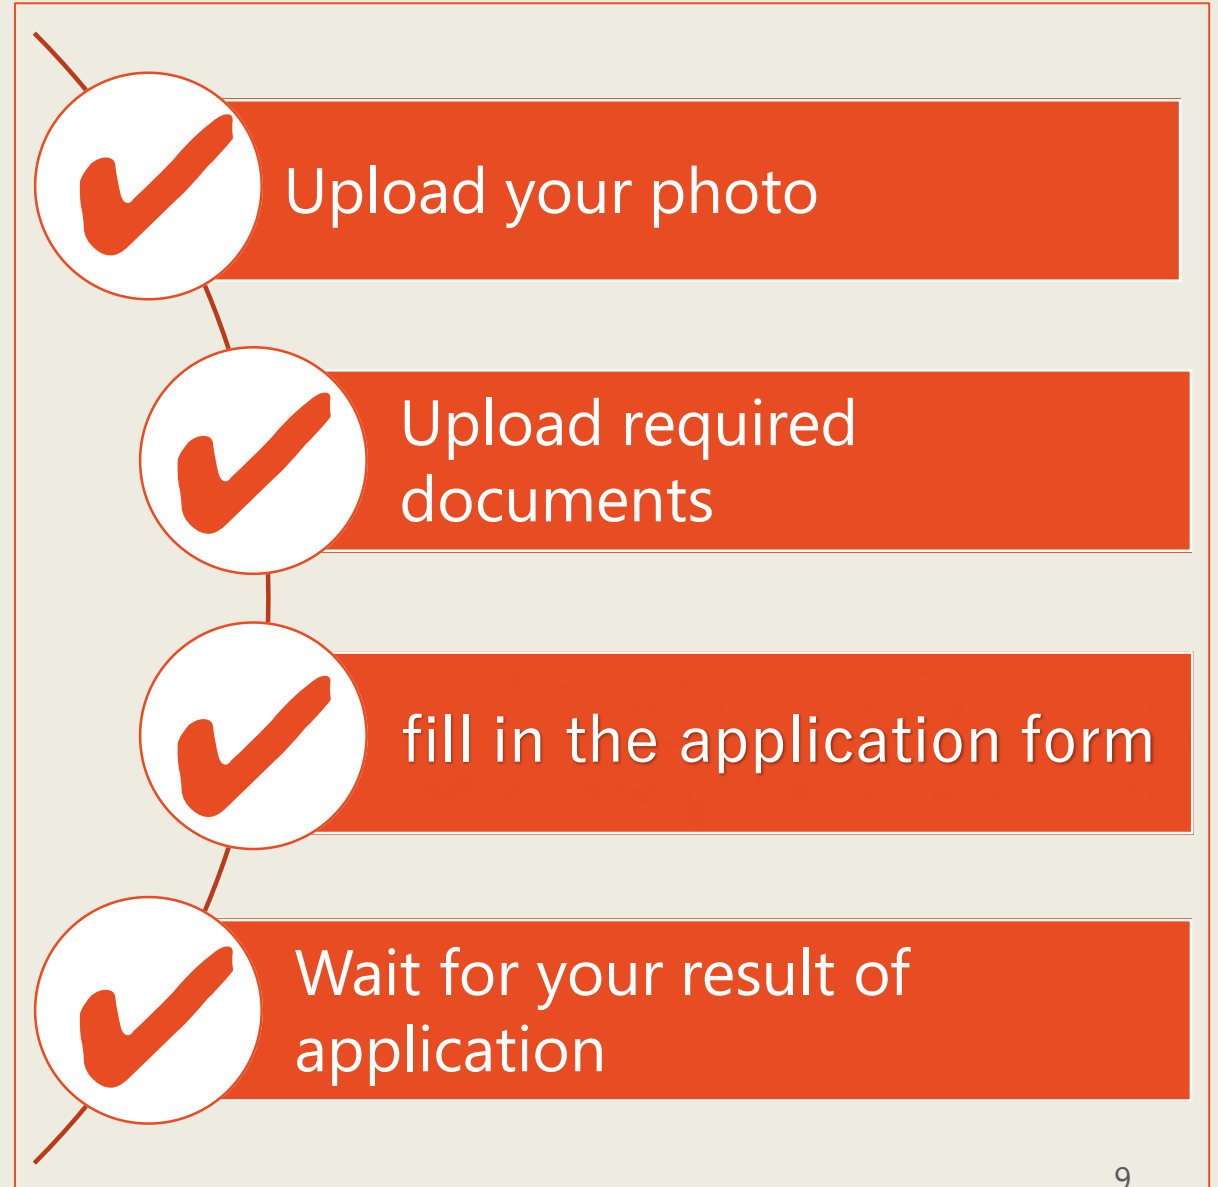 Upload your photo
Upload required
documents
fill in the application form
Wait for your result of
application
9